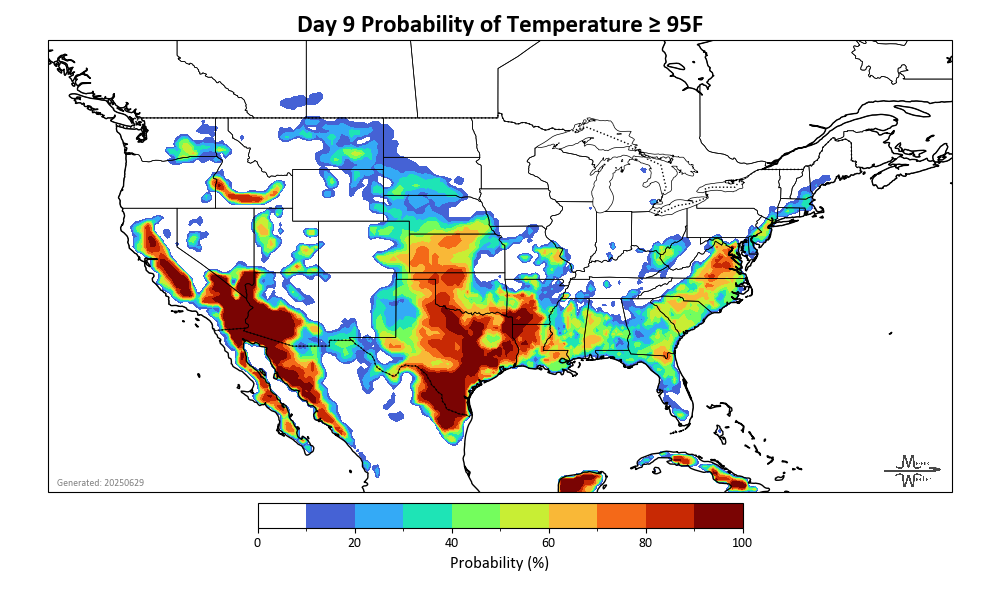 Day 9 Probability of Temperature ≥ 95F
Generated: 20250629
0 20 40 60 80 100
Probability (%)